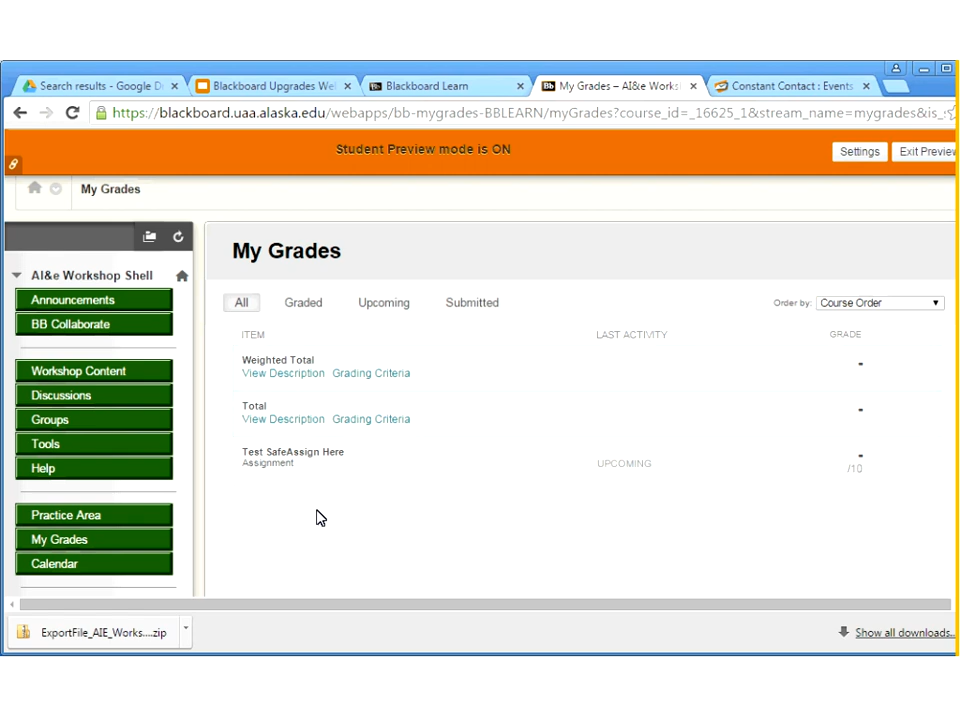 Search results - Google D
Blackboard Upgrades We
Blackboard Learn
My Grades – AI&e Works
Constant Contact : Events
https://blackboard.uaa.alaska.edu/webapps/bb-mygrades-BBLEARN/myGrades?course_id=_16625_1&stream_name=mygrades&is_
Student Preview mode is ON
Settings
Exit Preview
My Grades
AI&e Workshop Shell
Announcements
BB Collaborate
Workshop Content
Discussions
Groups
Tools
Help
Practice Area
My Grades
Calendar
My Grades
All Graded Upcoming Submitted
Order by: Course Order
ITEM LAST ACTIVITY GRADE
Weighted Total -
View Description Grading Criteria
Total -
View Description Grading Criteria
Test SafeAssign Here -
Assignment UPCOMING /10
ExportFile_AIE_Works....zip
Show all downloads...